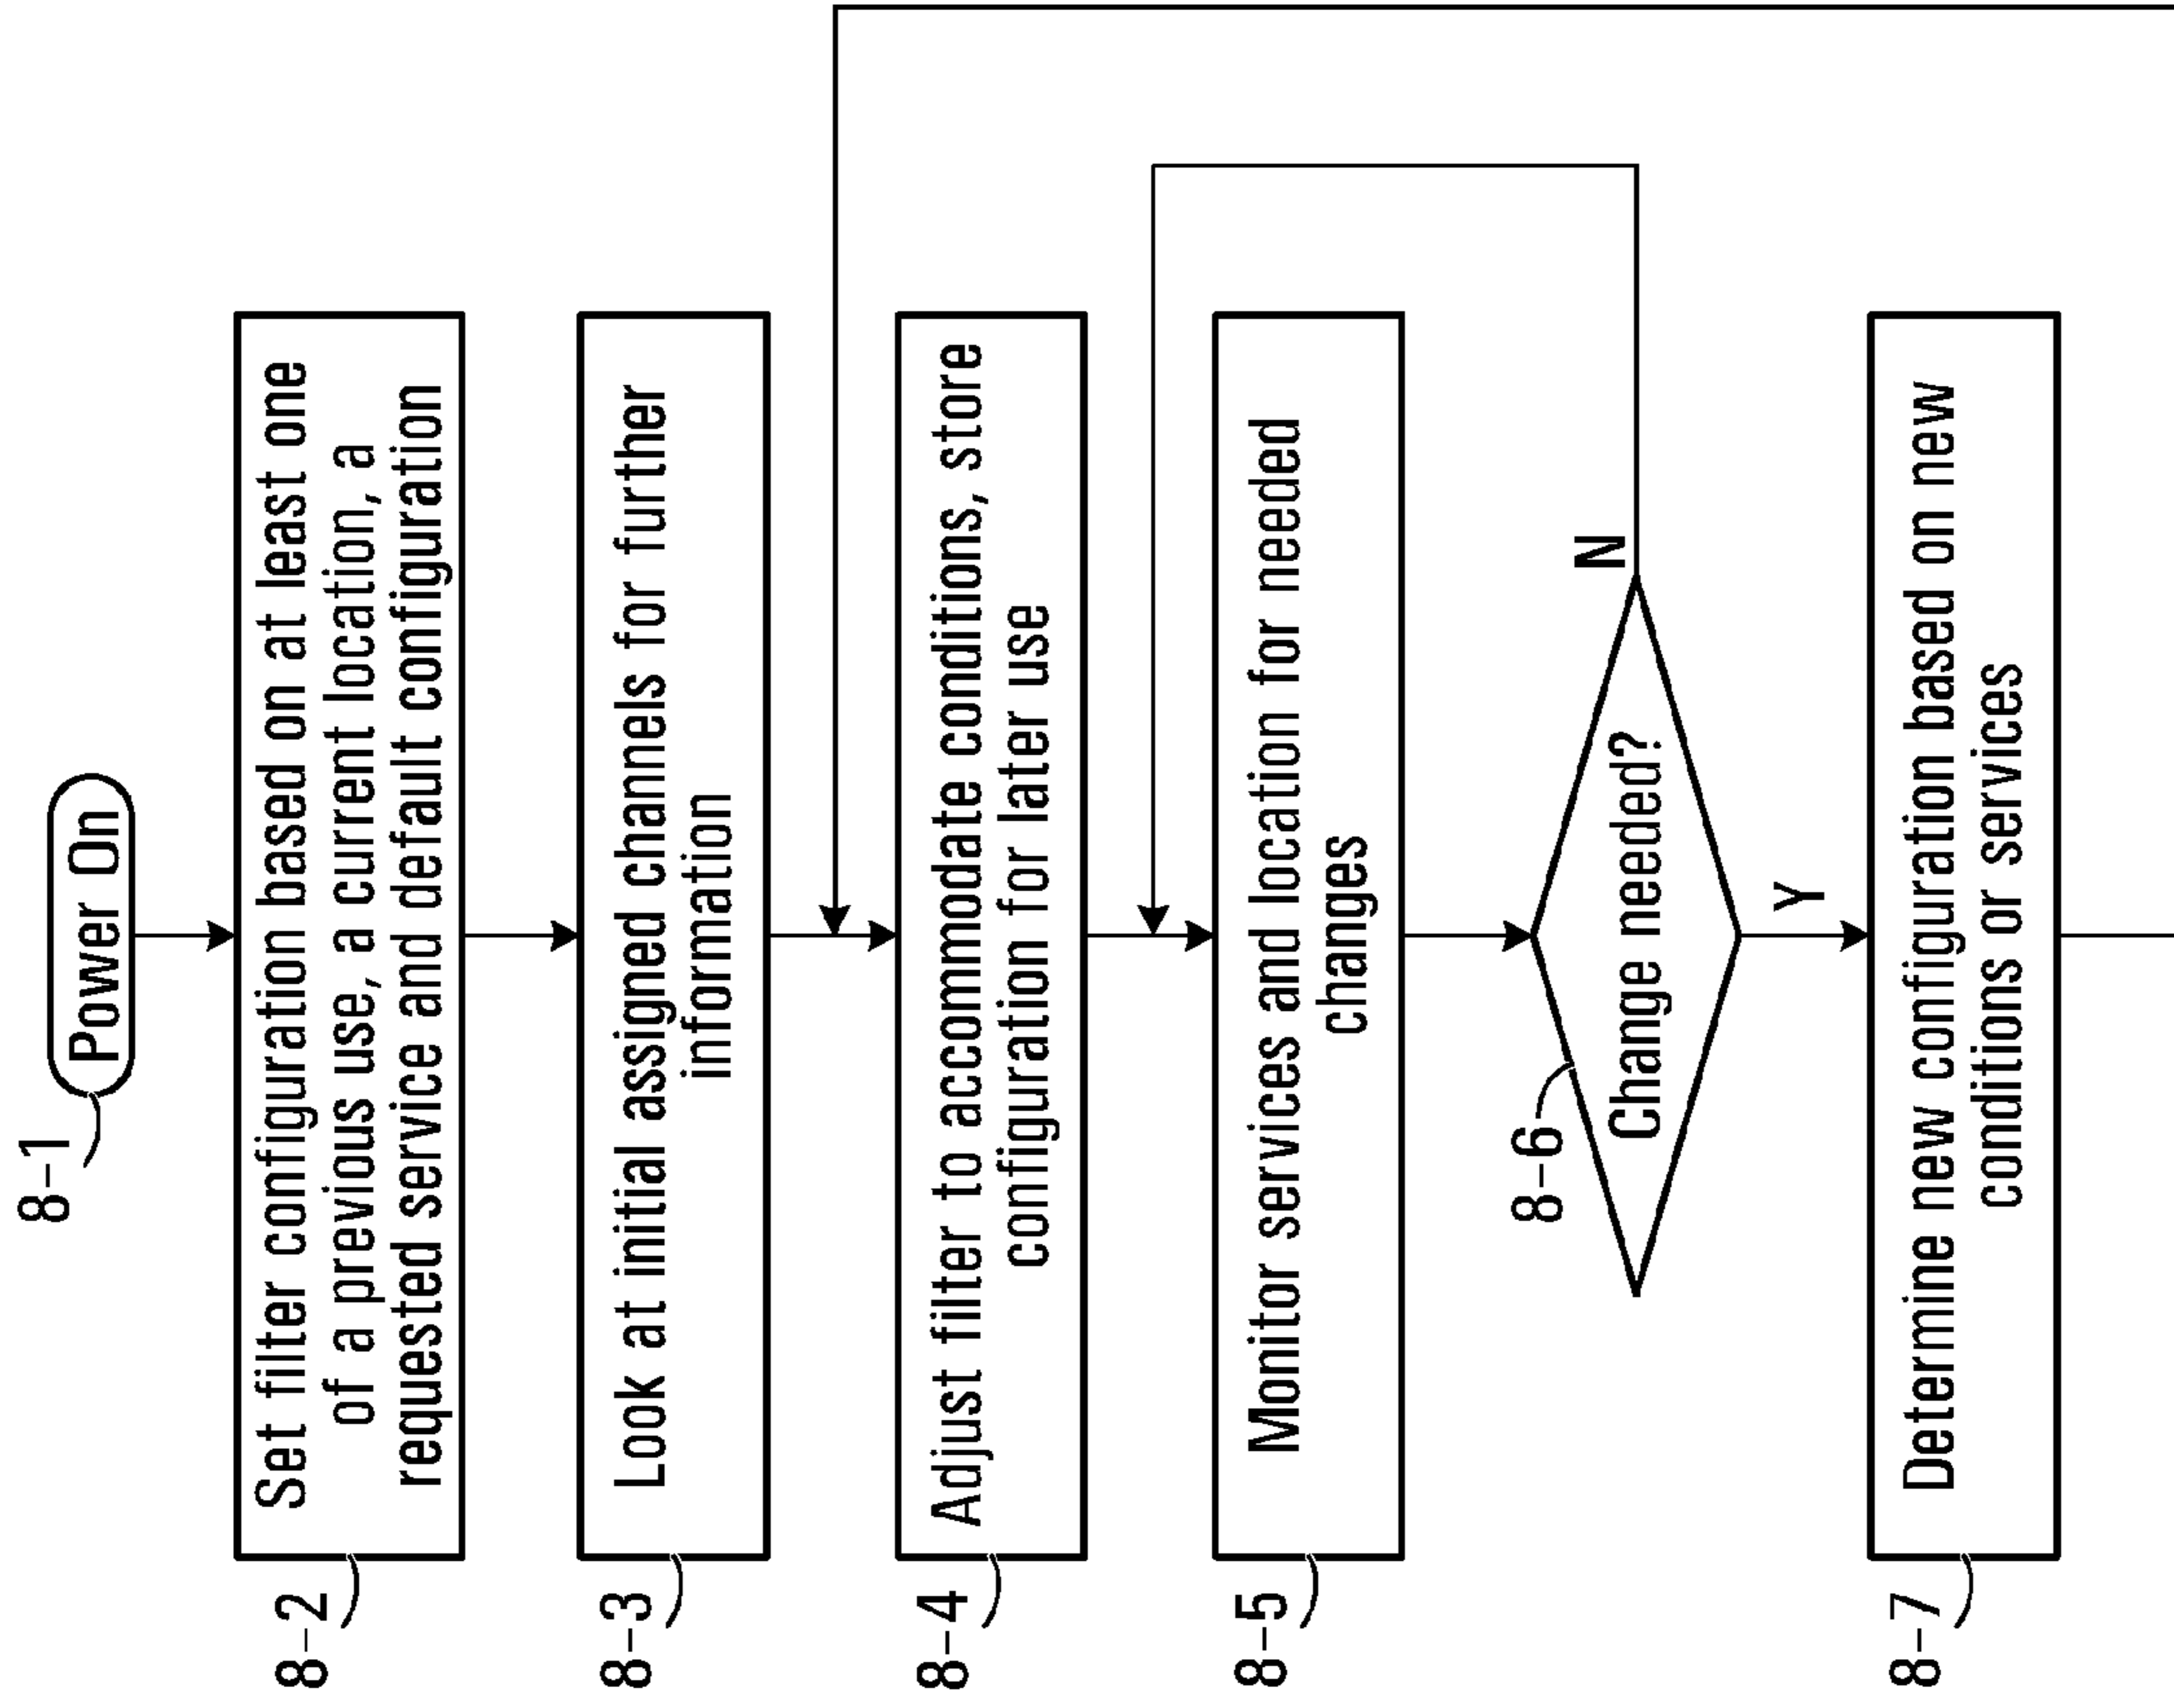 8-1
Power On
8-2
Set filter configuration based on at least one
of a previous use, a current location, a
requested service and default configuration
8-3
Look at initial assigned channels for further
information
8-4
Adjust filter to accommodate conditions, store
configuration for later use
8-5
Monitor services and location for needed
changes
8-6
Change needed?
N
Y
8-7
Determine new configuration based on new
conditions or services